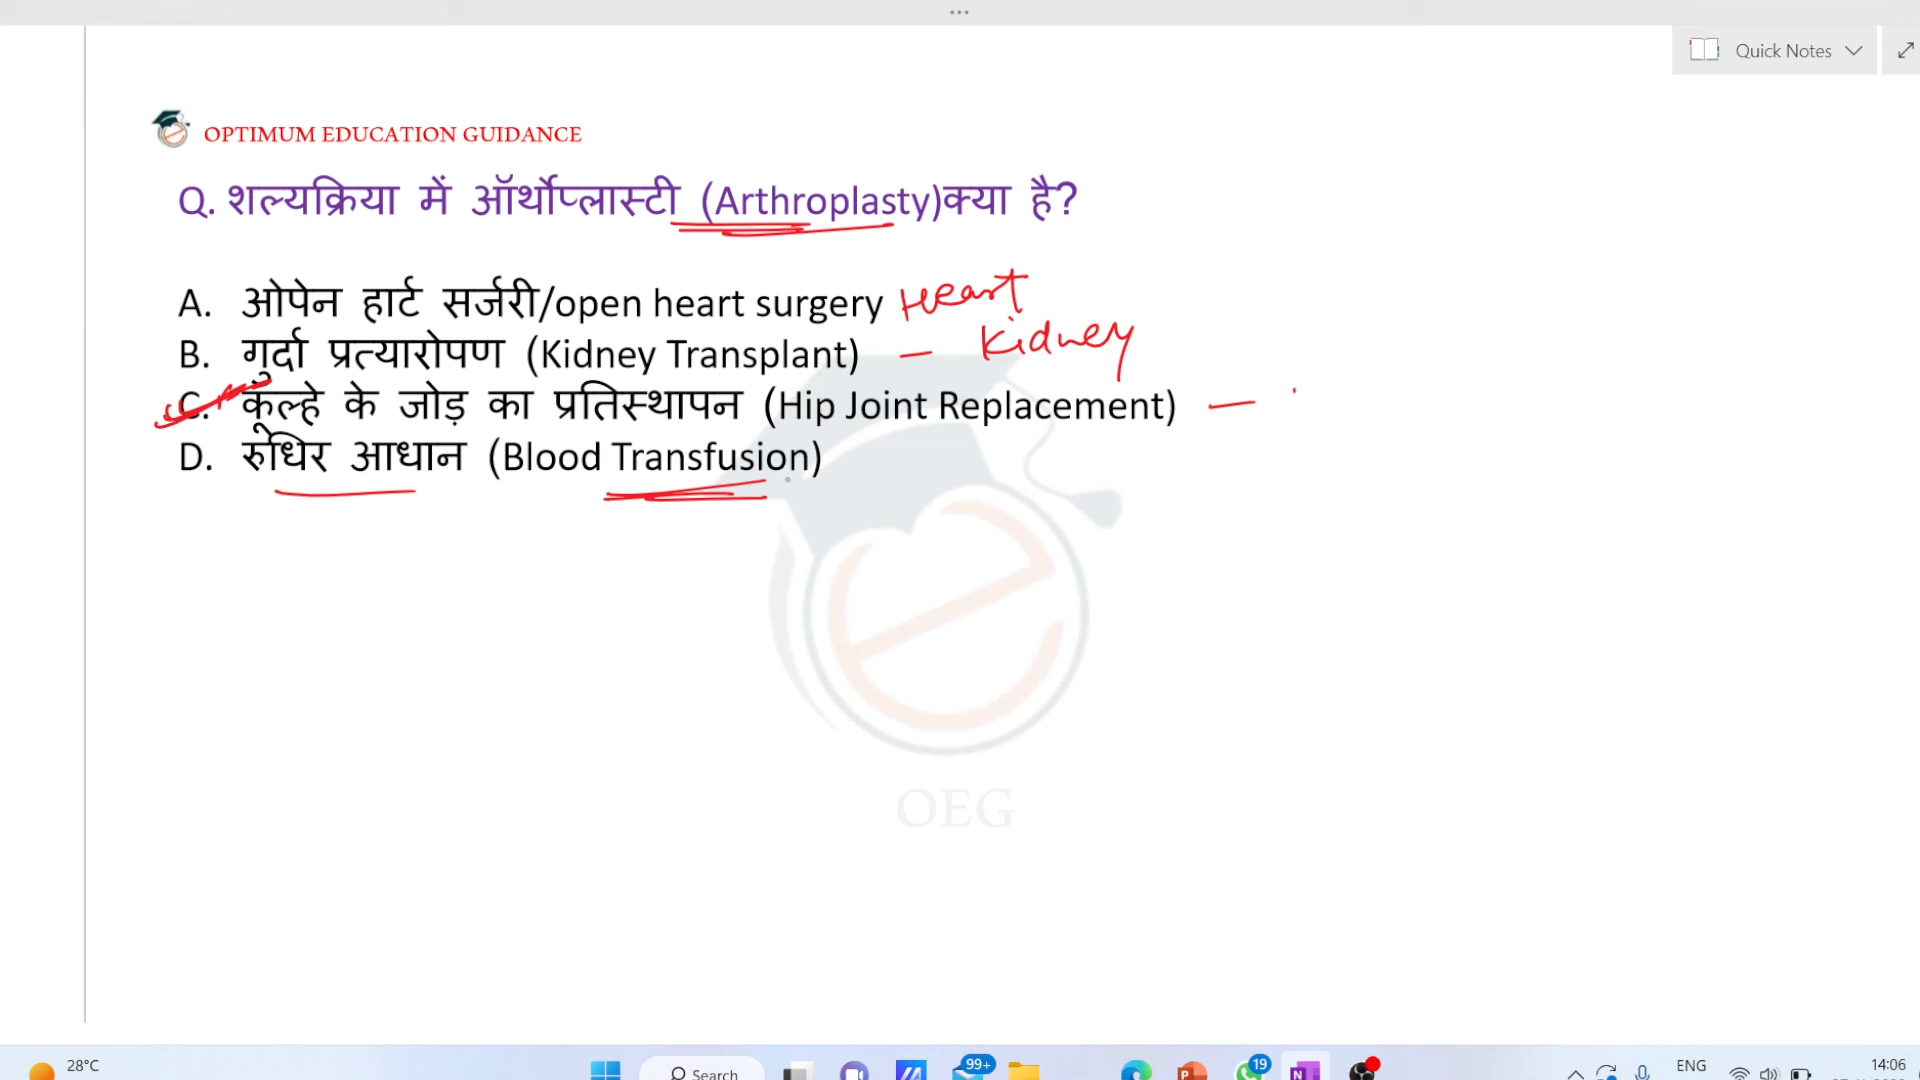 Quick Notes
OPTIMUM EDUCATION GUIDANCE
Q. शल्यक्रिया में ऑर्थोप्लास्टी (Arthroplasty)क्या है?
A. ओपेन हार्ट सर्जरी/open heart surgery Heart
B. गुर्दा प्रत्यारोपण (Kidney Transplant) – Kidney
C. कूल्हे के जोड़ का प्रतिस्थापन (Hip Joint Replacement) –
D. रुधिर आधान (Blood Transfusion)
OEG
28°C
Search
99+
19
ENG
14:06